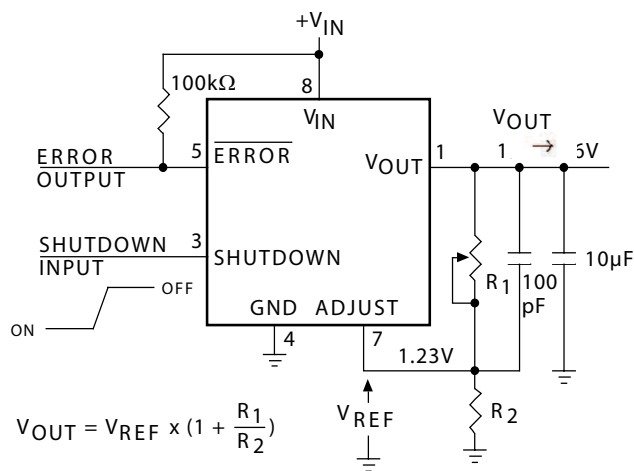 +VIN
100kΩ
8
VIN
VOUT
ERROR
OUTPUT
5
ERROR
VOUT
1
1 → 6V
SHUTDOWN
INPUT
3
SHUTDOWN
R1
100
pF
10µF
OFF
ON
GND
ADJUST
4
7
1.23V
VREF
R2
VOUT = VREF x (1 + R1/R2)